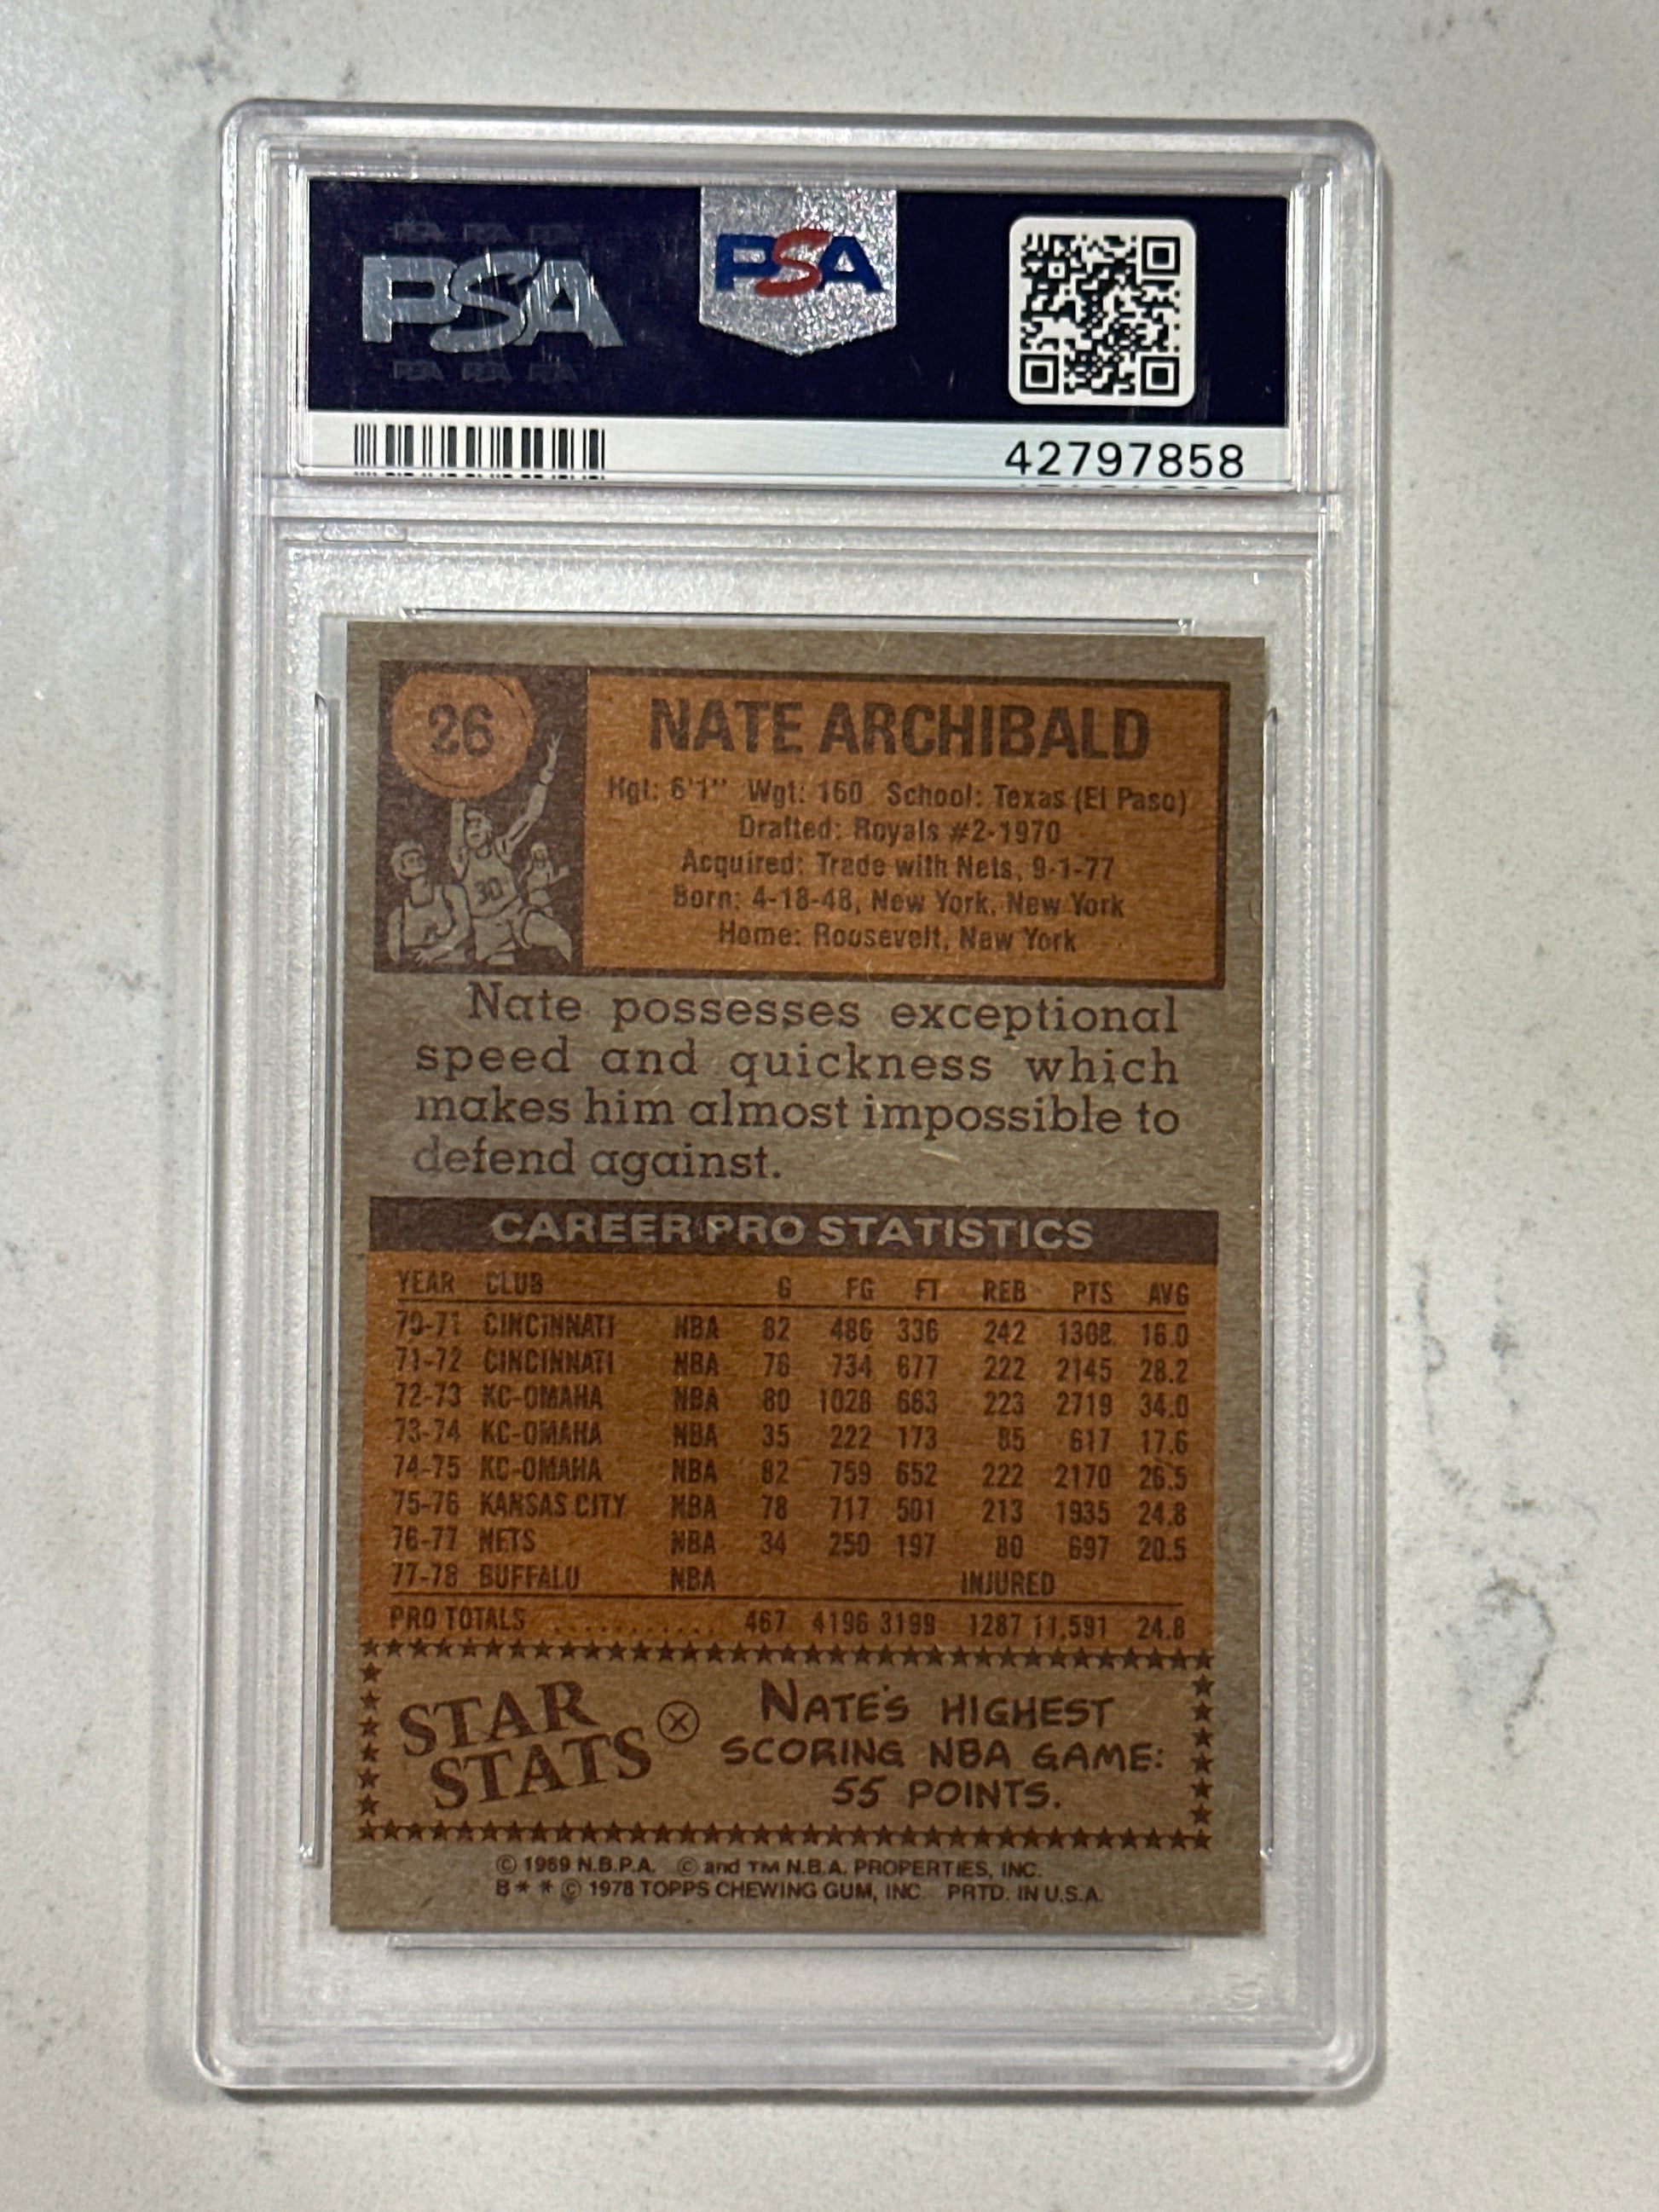 PSA PSA PSA
PSA
PSA PSA PSA
PSA
42797858
26
30
NATE ARCHIBALD
Hgt: 6'1" Wgt: 160 School: Texas (El Paso)
Drafted: Royals #2-1970
Acquired: Trade with Nets, 9-1-77
Born: 4-18-48, New York, New York
Home: Roosevelt, New York
Nate possesses exceptional
speed and quickness which
makes him almost impossible to
defend against.
CAREER PRO STATISTICS
YEAR CLUB G FG FT REB PTS AVG
70-71 CINCINNATI NBA 82 486 336 242 1308 16.0
71-72 CINCINNATI NBA 76 734 677 222 2145 28.2
72-73 KC-OMAHA NBA 80 1028 663 223 2719 34.0
73-74 KC-OMAHA NBA 35 222 173 85 617 17.6
74-75 KC-OMAHA NBA 82 759 652 222 2170 26.5
75-76 KANSAS CITY NBA 78 717 501 213 1935 24.8
76-77 NETS NBA 34 250 197 80 697 20.5
77-78 BUFFALO NBA INJURED
PRO TOTALS ........... 467 4196 3199 1287 11,591 24.8
STAR
STATS
NATE'S HIGHEST
SCORING NBA GAME:
55 POINTS.
© 1969 N.B.P.A. © and TM N.B.A. PROPERTIES, INC.
B** © 1978 TOPPS CHEWING GUM, INC. PRTD. IN U.S.A.